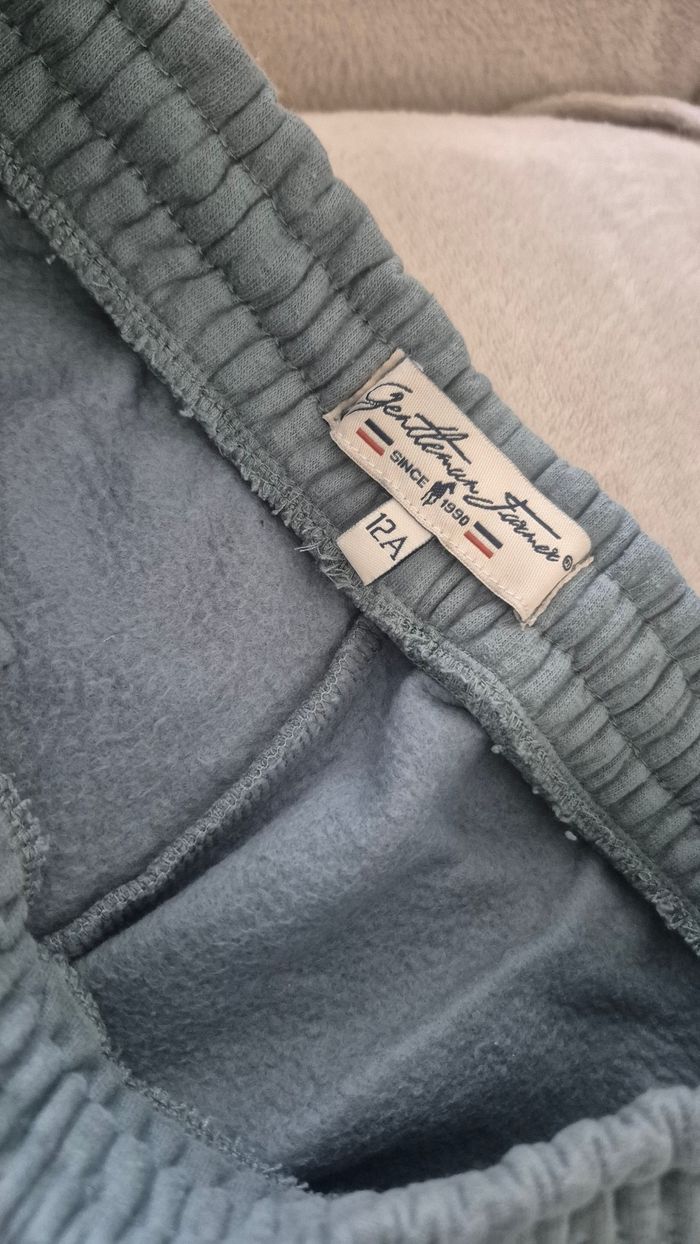 Gentleman Farmer®
SINCE 1990
12A